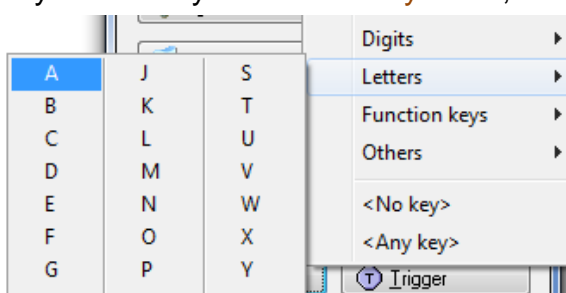 Digits
Letters
Function keys
Others
<No key>
<Any key>
A J S
B K T
C L U
D M V
E N W
F O X
G P Y
T Trigger